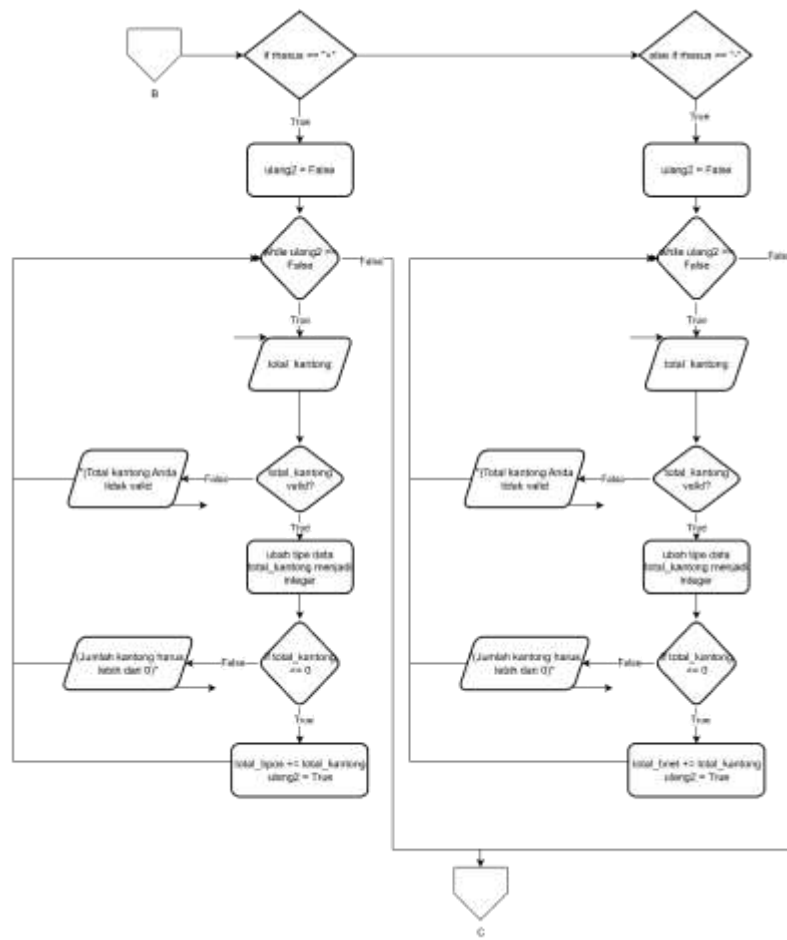 if rhesus == "+"
else if rhesus == "-"
B
True
True
ulang2 = False
ulang2 = False
while ulang2 ==
False
False
while ulang2 ==
False
False
True
True
total_kantong
total_kantong
"(Total kantong Anda
tidak valid
False
total_kantong
valid?
"(Total kantong Anda
tidak valid
False
total_kantong
valid?
True
True
ubah tipe data
total_kantong menjadi
Integer
ubah tipe data
total_kantong menjadi
Integer
(Jumlah kantong harus
lebih dari 0)"
False
if total_kantong
<= 0
(Jumlah kantong harus
lebih dari 0)"
False
if total_kantong
<= 0
True
True
+= total_kantong
ulang2 = True
+= total_kantong
ulang2 = True
C